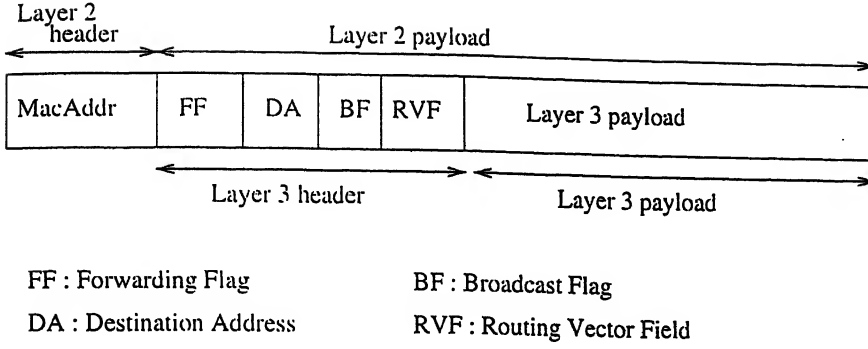 Layer 2
header
Layer 2 payload
MacAddr FF DA BF RVF Layer 3 payload
Layer 3 header
Layer 3 payload
FF : Forwarding Flag
BF : Broadcast Flag
DA : Destination Address
RVF : Routing Vector Field